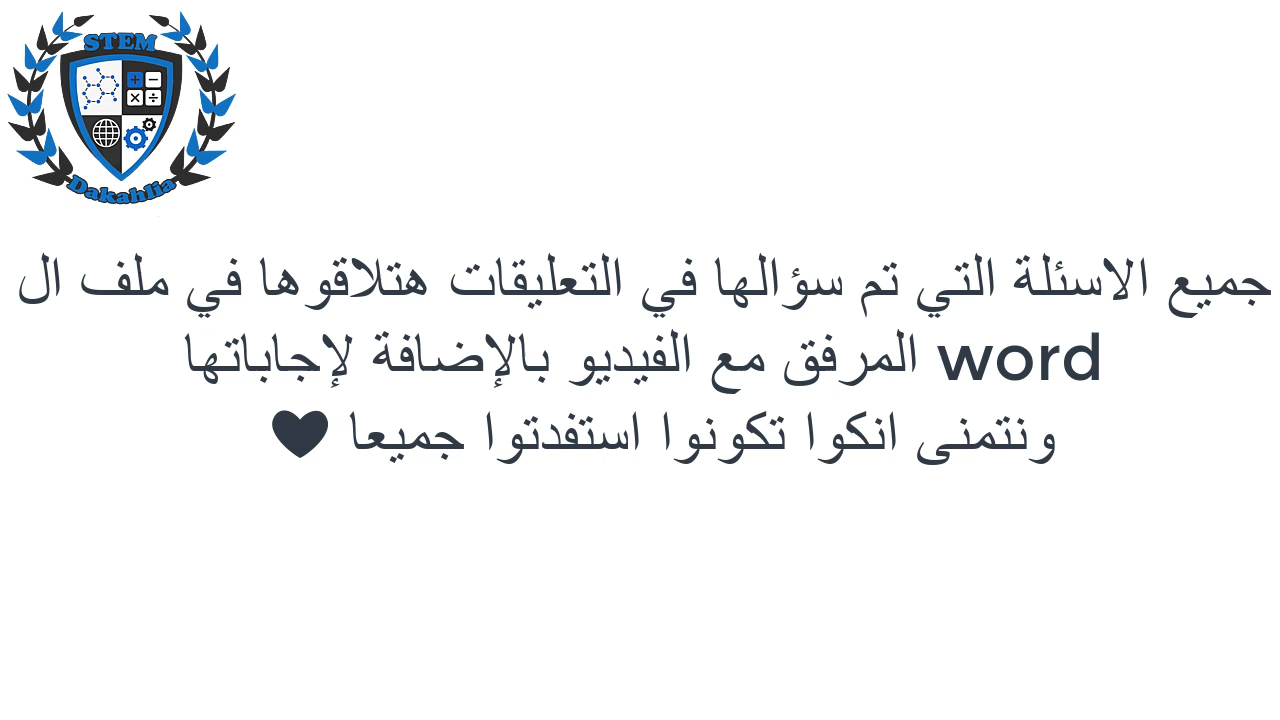 STEM
Dakahlia
جميع الاسئلة التي تم سؤالها في التعليقات هتلاقوها في ملف ال
word المرفق مع الفيديو بالإضافة لإجاباتها
ونتمنى انكوا تكونوا استفدتوا جميعا ♥